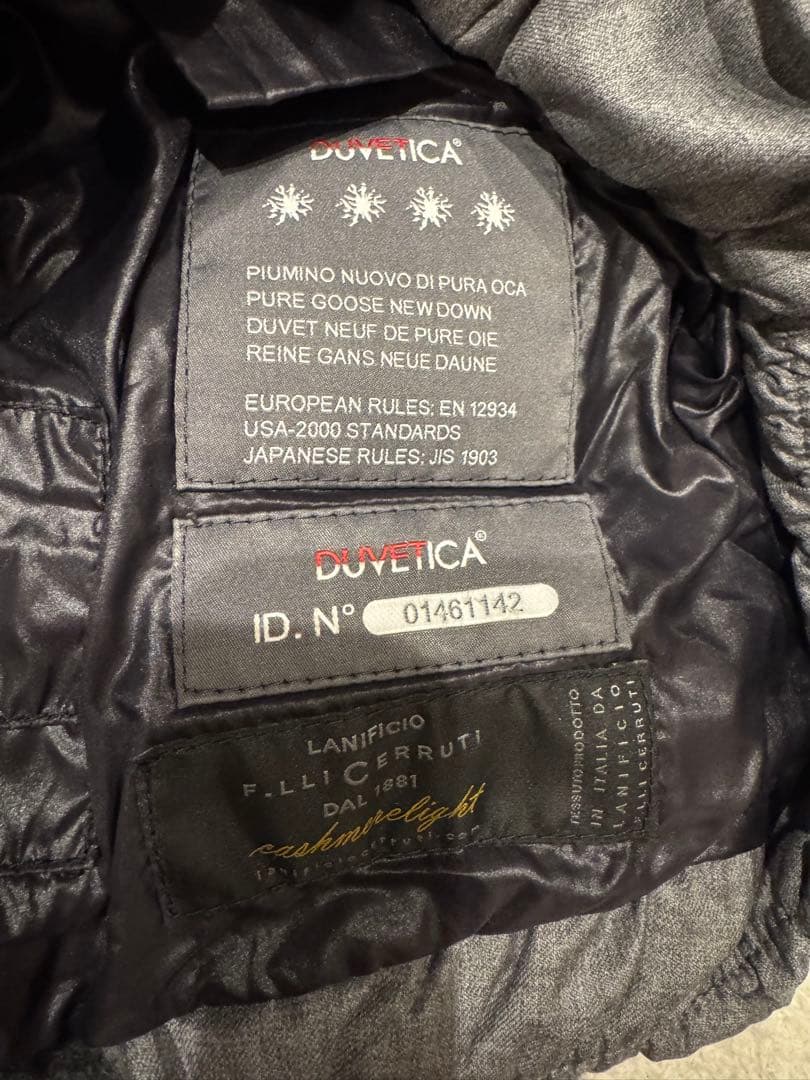 DUVETICA®
PIUMINO NUOVO DI PURA OCA
PURE GOOSE NEW DOWN
DUVET NEUF DE PURE OIE
REINE GANS NEUE DAUNE
EUROPEAN RULES: EN 12934
USA-2000 STANDARDS
JAPANESE RULES: JIS 1903
DUVETICA®
ID. N° 01461142
LANIFICIO
F.LLI CERRUTI
DAL 1881
cashmerelight
TESSUTO PRODOTTO
IN ITALIA DA
LANIFICIO
F.LLI CERRUTI